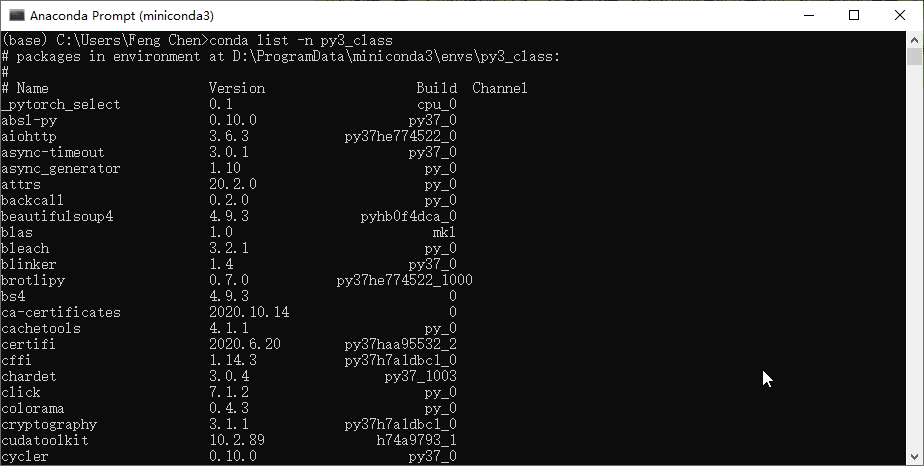 Anaconda Prompt (miniconda3)
(base) C:\Users\Feng Chen>conda list -n py3_class
# packages in environment at D:\ProgramData\miniconda3\envs\py3_class:
#
# Name                    Version                   Build  Channel
_pytorch_select           0.1                       cpu_0
absl-py                   0.10.0                   py37_0
aiohttp                   3.6.3            py37he774522_0
async-timeout             3.0.1                    py37_0
async_generator           1.10                       py_0
attrs                     20.2.0                     py_0
backcall                  0.2.0                      py_0
beautifulsoup4            4.9.3              pyhb0f4dca_0
blas                      1.0                         mkl
bleach                    3.2.1                      py_0
blinker                   1.4                      py37_0
brotlipy                  0.7.0           py37he774522_1000
bs4                       4.9.3                         0
ca-certificates           2020.10.14                    0
cachetools                4.1.1                      py_0
certifi                   2020.6.20        py37haa95532_2
cffi                      1.14.3           py37h7a1dbc1_0
chardet                   3.0.4                 py37_1003
click                     7.1.2                      py_0
colorama                  0.4.3                      py_0
cryptography              3.1.1            py37h7a1dbc1_0
cudatoolkit               10.2.89              h74a9793_1
cycler                    0.10.0                   py37_0